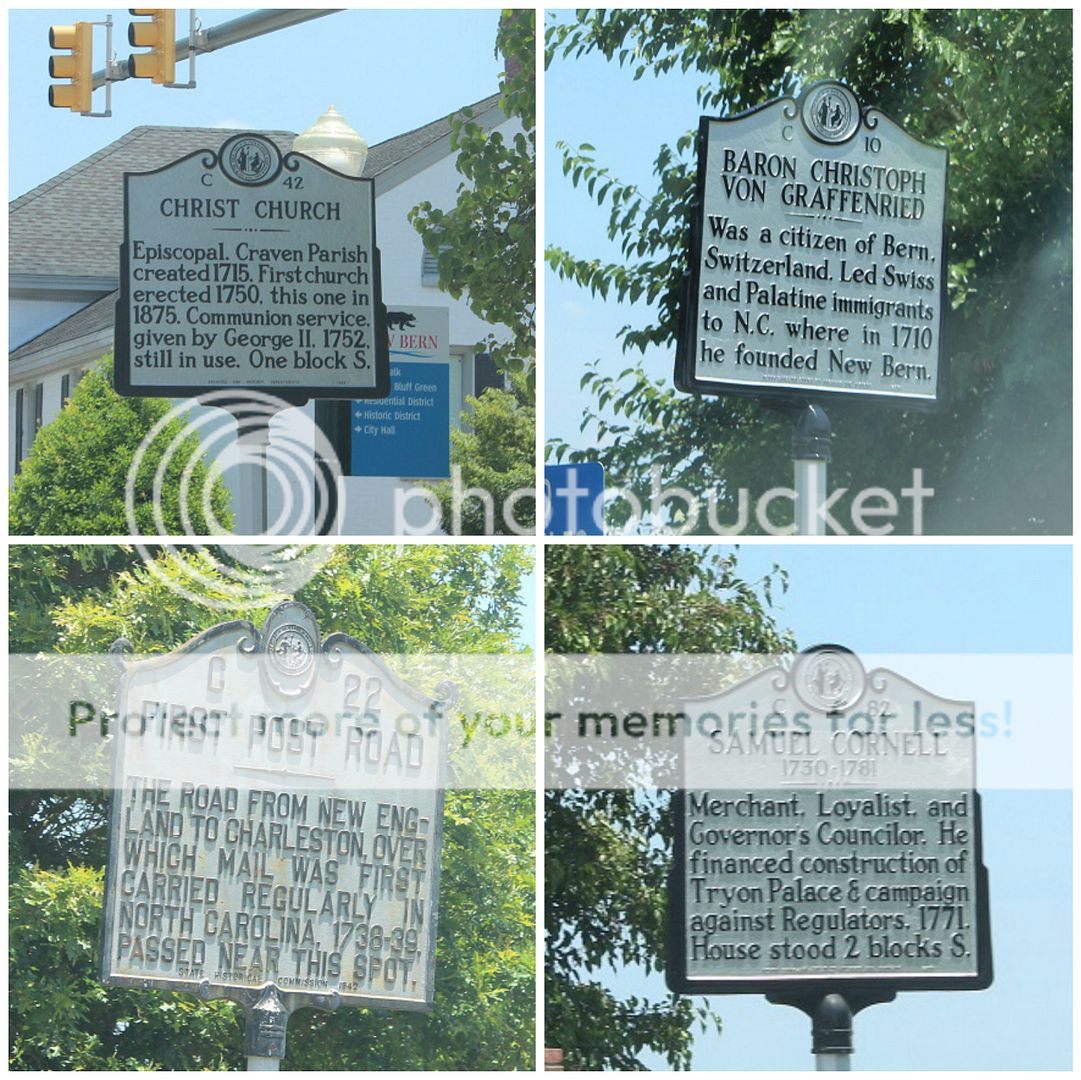 C 42
CHRIST CHURCH
Episcopal. Craven Parish
created 1715. First church
erected 1750, this one in
1875. Communion service,
given by George II, 1752,
still in use. One block S.
BERN
Bluff Green
Residential District
Historic District
City Hall
C 10
BARON CHRISTOPH
VON GRAFFENRIED
Was a citizen of Bern,
Switzerland. Led Swiss
and Palatine immigrants
to N.C. where in 1710
he founded New Bern.
photobucket
Protect more of your memories for less!
C 22
FIRST POST ROAD
THE ROAD FROM NEW ENG-
LAND TO CHARLESTON, OVER
WHICH MAIL WAS FIRST
CARRIED REGULARLY IN
NORTH CAROLINA, 1738-39,
PASSED NEAR THIS SPOT.
STATE HISTORICAL COMMISSION 1942
C 82
SAMUEL CORNELL
1730-1781
Merchant, Loyalist, and
Governor's Councilor. He
financed construction of
Tryon Palace & campaign
against Regulators, 1771.
House stood 2 blocks S.